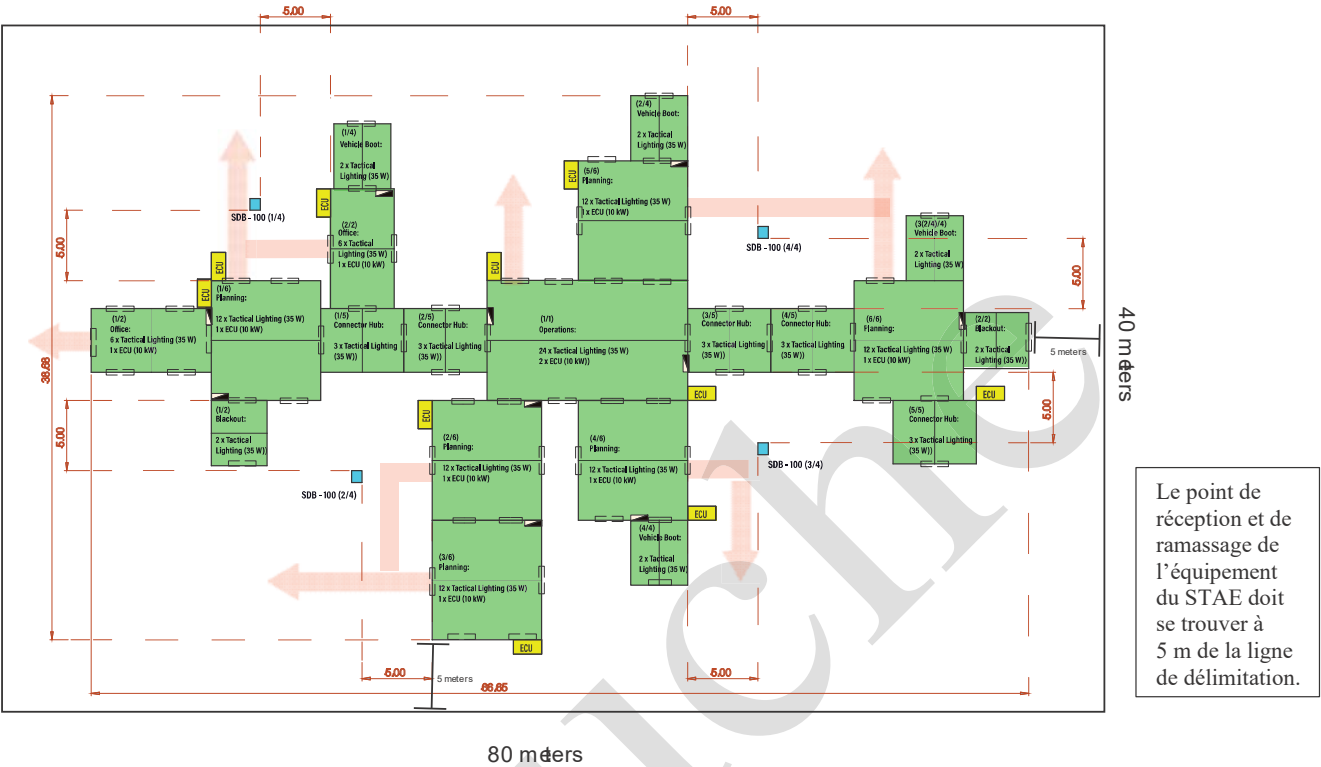 5.00
5.00
(2/4)
Vehicle Boot:
2 x Tactical
Lighting (35 W)
(1/4)
Vehicle Boot:
2 x Tactical
Lighting (35 W)
ECU
(5/6)
Planning:
12 x Tactical Lighting (35 W)
1 x ECU (10 kW)
ECU
SDB - 100 (1/4)
(2/2)
Office:
6 x Tactical
Lighting (35 W)
1 x ECU (10 kW)
SDB - 100 (4/4)
(3(2/4)/4)
Vehicle Boot:
2 x Tactical
Lighting (35 W)
5.00
5.00
ECU
ECU
ECU
(1/6)
Planning:
12 x Tactical Lighting (35 W)
1 x ECU (10 kW)
(1/2)
Office:
6 x Tactical Lighting (35 W)
1 x ECU (10 kW)
(1/5)
Connector Hub:
3 x Tactical Lighting
(35 W))
(2/5)
Connector Hub:
3 x Tactical Lighting
(35 W))
(1/1)
Operations:
24 x Tactical Lighting (35 W)
2 x ECU (10 kW))
(3/5)
Connector Hub:
3 x Tactical Lighting
(35 W))
(4/5)
Connector Hub:
3 x Tactical Lighting
(35 W))
(6/6)
Planning:
12 x Tactical Lighting (35 W)
1 x ECU (10 kW)
(2/2)
Blackout:
2 x Tactical
Lighting (35 W))
5 meters
40 meters
ECU
ECU
ECU
5.00
5.00
(1/2)
Blackout:
2 x Tactical
Lighting (35 W))
(2/6)
Planning:
12 x Tactical Lighting (35 W)
1 x ECU (10 kW)
(4/6)
Planning:
12 x Tactical Lighting (35 W)
1 x ECU (10 kW)
(5/5)
Connector Hub:
3 x Tactical Lighting
(35 W))
SDB - 100 (3/4)
SDB - 100 (2/4)
ECU
(4/4)
Vehicle Boot:
2 x Tactical
Lighting (35 W)
(3/6)
Planning:
12 x Tactical Lighting (35 W)
1 x ECU (10 kW)
ECU
5.00
5 meters
5.00
80 meters
Le point de
réception et de
ramassage de
l’équipement
du STAE doit
se trouver à
5 m de la ligne
de délimitation.